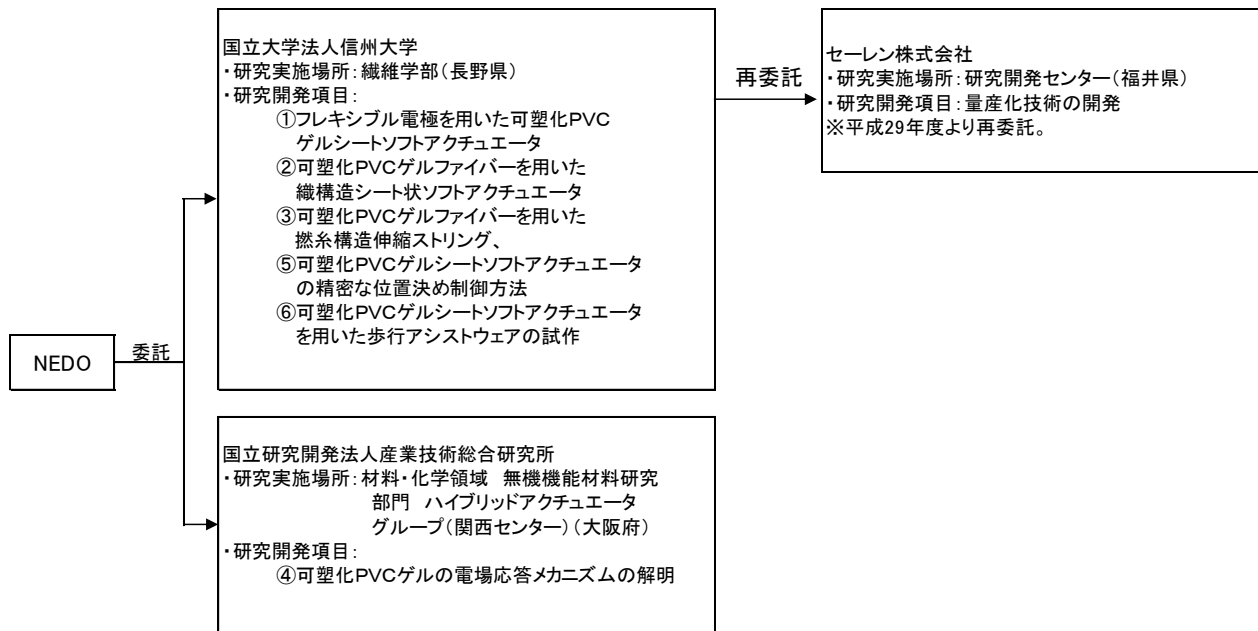 国立大学法人信州大学
・研究実施場所：繊維学部（長野県）
・研究開発項目：
①フレキシブル電極を用いた可塑化PVC
ゲルシートソフトアクチュエータ
②可塑化PVCゲルファイバーを用いた
織構造シート状ソフトアクチュエータ
③可塑化PVCゲルファイバーを用いた
撚糸構造伸縮ストリング、
⑤可塑化PVCゲルシートソフトアクチュエータ
の精密な位置決め制御方法
⑥可塑化PVCゲルシートソフトアクチュエータ
を用いた歩行アシストウェアの試作
再委託
セーレン株式会社
・研究実施場所：研究開発センター（福井県）
・研究開発項目：量産化技術の開発
※平成29年度より再委託。
NEDO
委託
国立研究開発法人産業技術総合研究所
・研究実施場所：材料・化学領域　無機機能材料研究
部門　ハイブリッドアクチュエータ
グループ（関西センター）（大阪府）
・研究開発項目：
④可塑化PVCゲルの電場応答メカニズムの解明